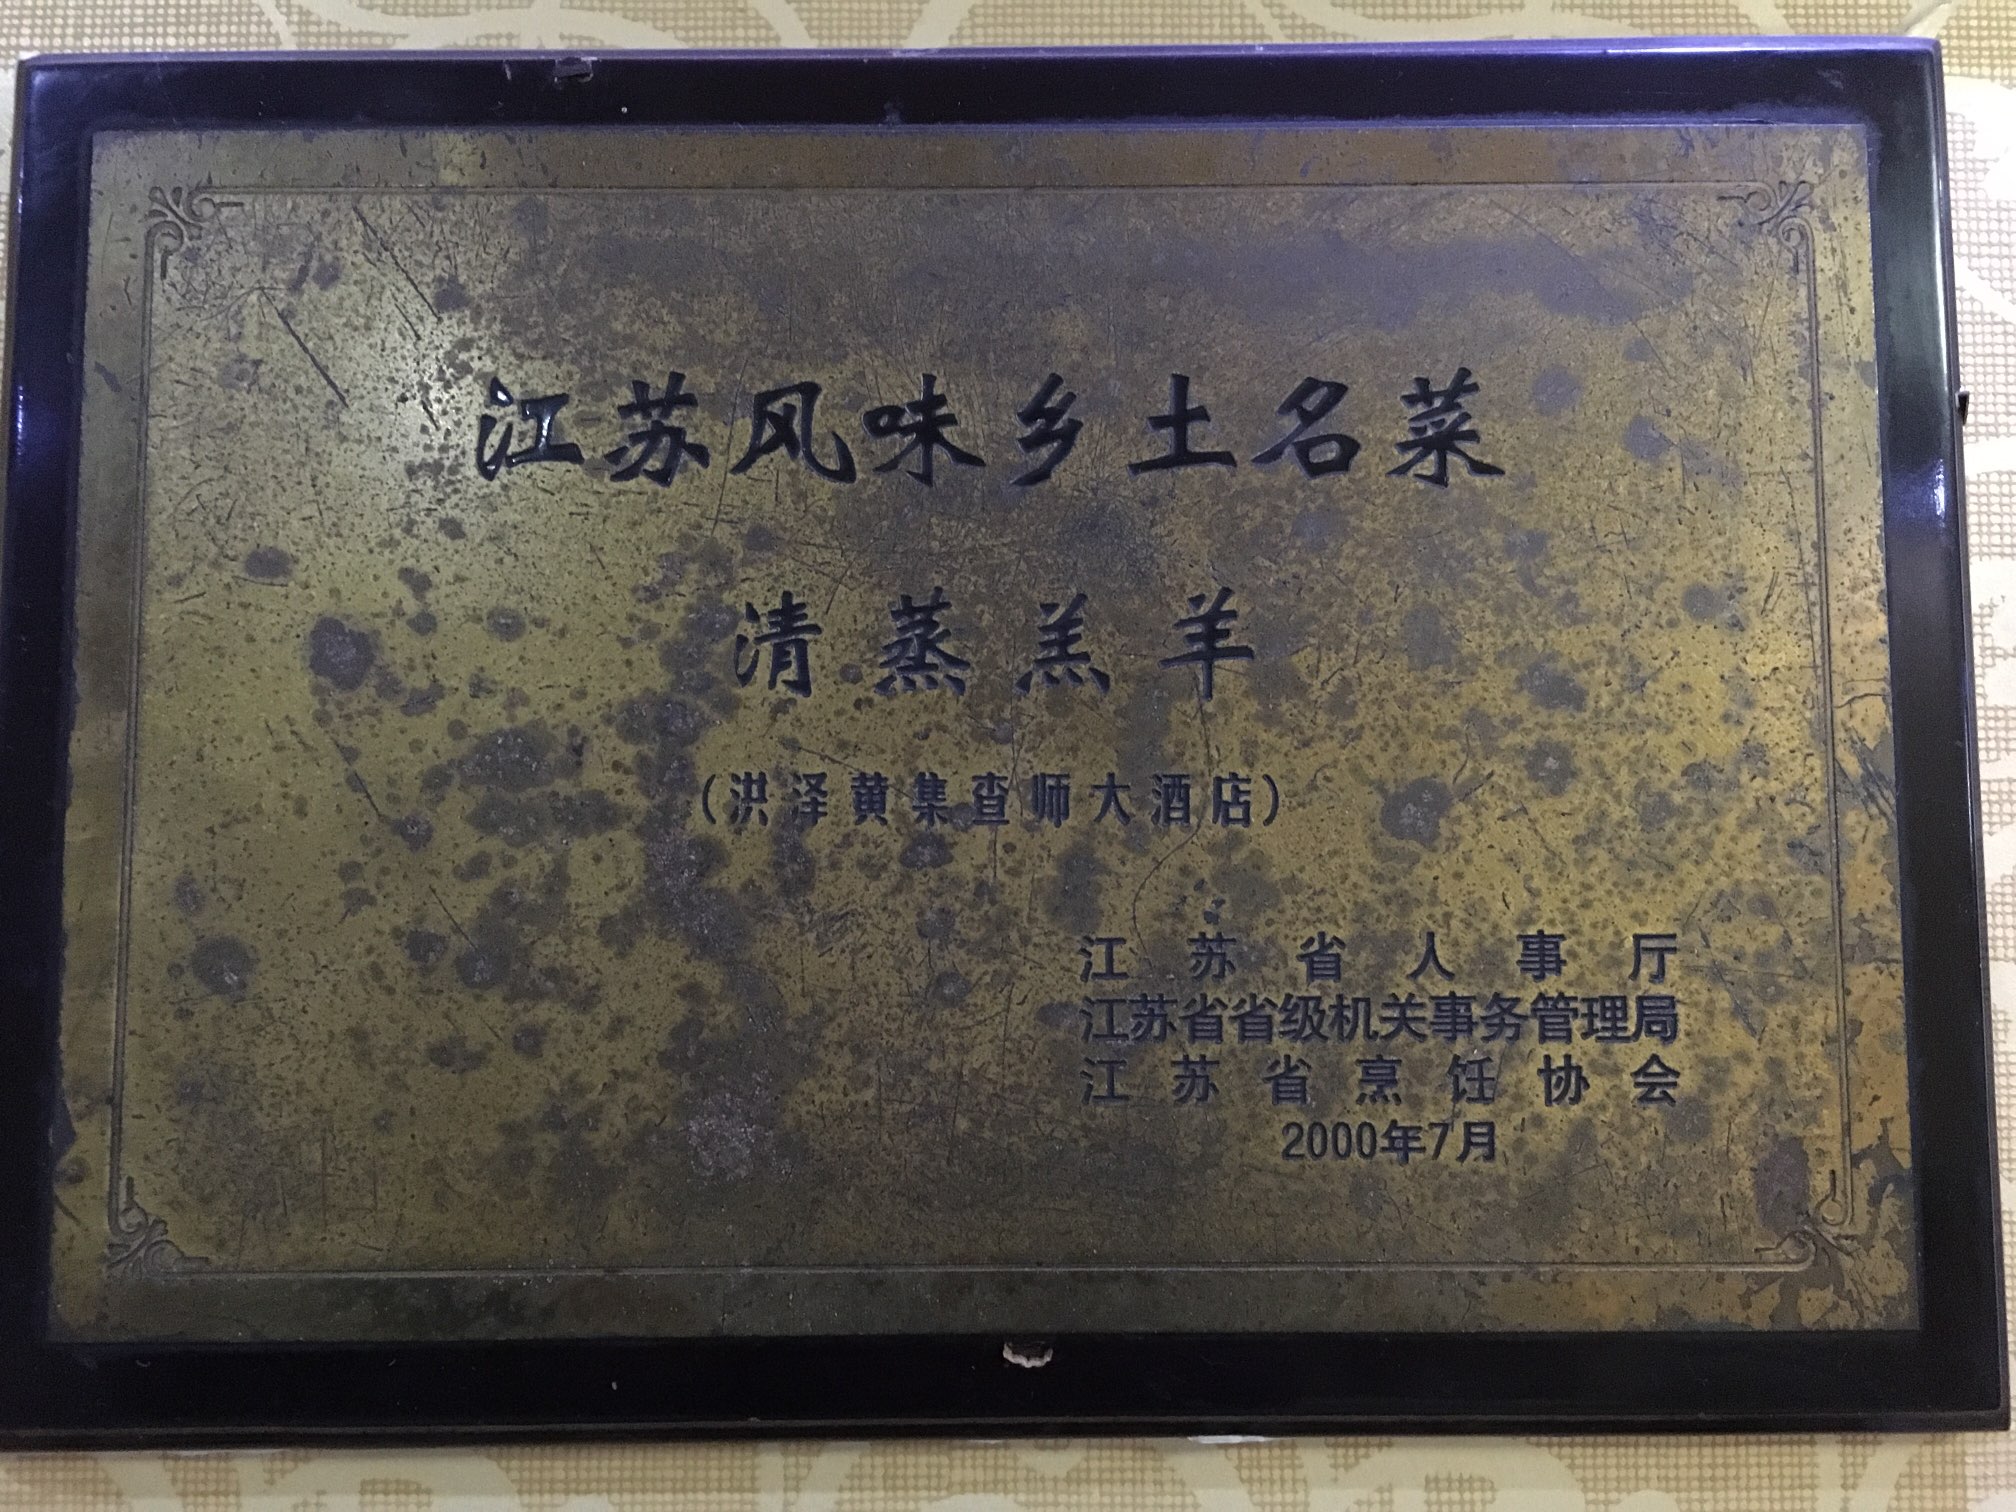 江苏风味乡土名菜
清蒸羔羊
(洪泽黄集查师大酒店)
江苏省人事厅
江苏省省级机关事务管理局
江苏省烹饪协会
2000年7月